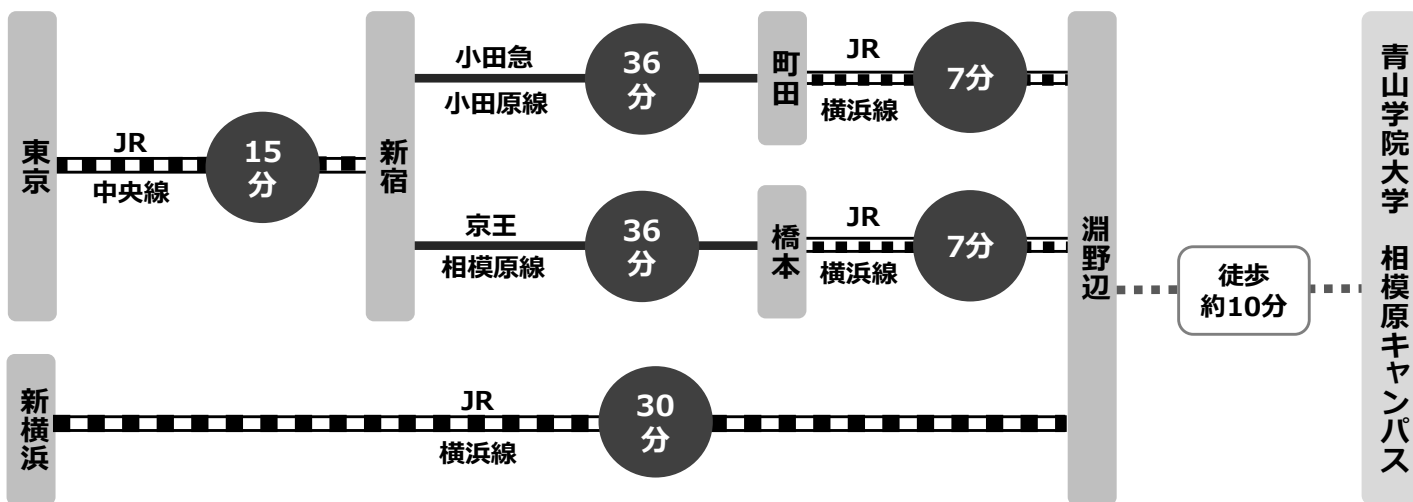 東京
JR
中央線
15
分
新宿
小田急
小田原線
36
分
町田
JR
横浜線
7分
京王
相模原線
36
分
橋本
JR
横浜線
7分
新横浜
JR
横浜線
30
分
淵野辺
徒歩
約10分
青山学院大学 相模原キャンパス